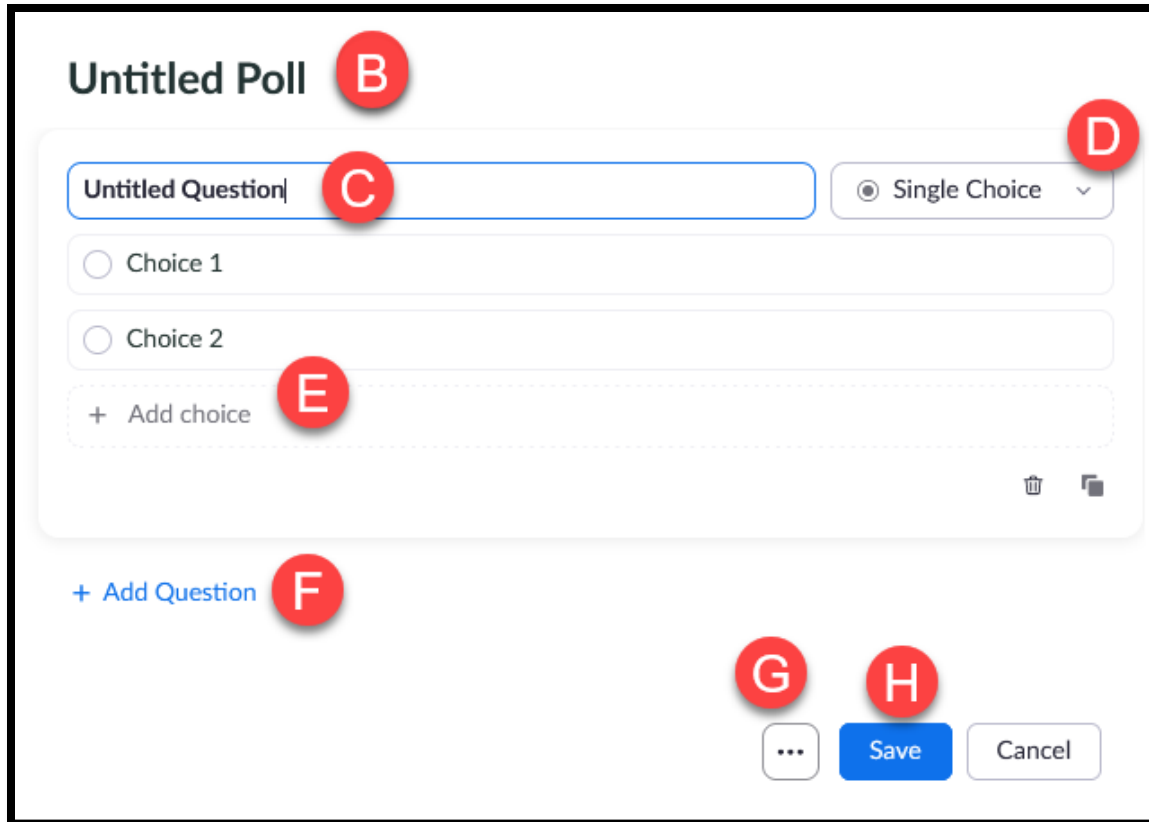 Untitled Poll B
D
Untitled Question C Single Choice
Choice 1
Choice 2
E
+ Add choice
+ Add Question F
G H
... Save Cancel